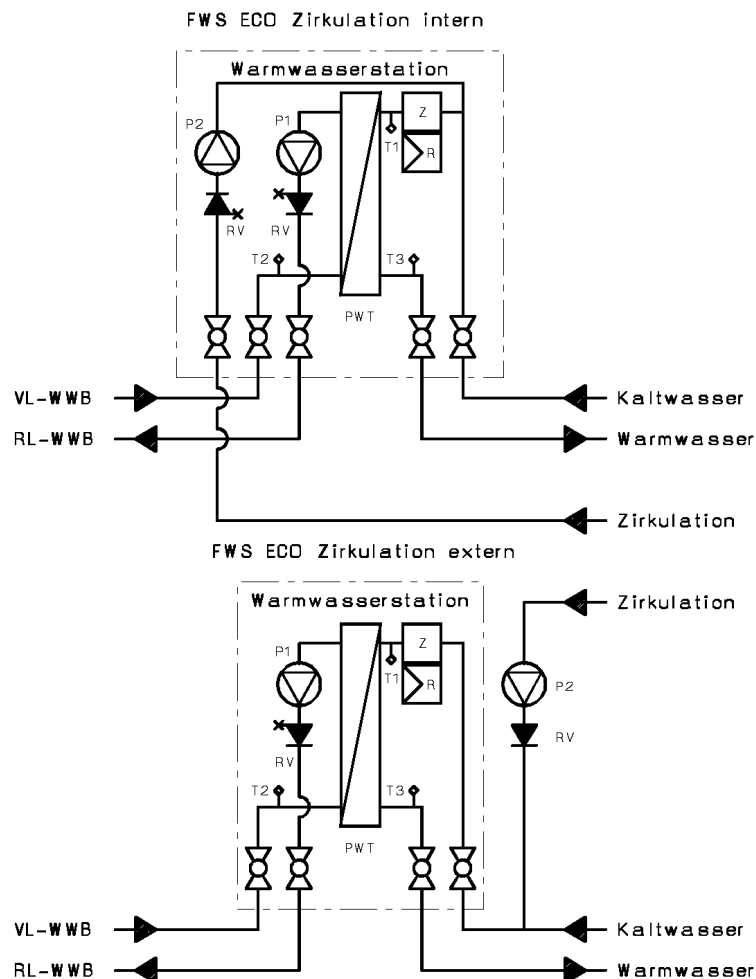 FWS ECO Zirkulation intern
Warmwasserstation
P2
P1
Z
T1
R
RV
RV
T2
T3
PWT
VL-WWB
Kaltwasser
RL-WWB
Warmwasser
Zirkulation
FWS ECO Zirkulation extern
Warmwasserstation
Zirkulation
P1
Z
T1
R
P2
RV
RV
T2
T3
PWT
VL-WWB
Kaltwasser
RL-WWB
Warmwasser